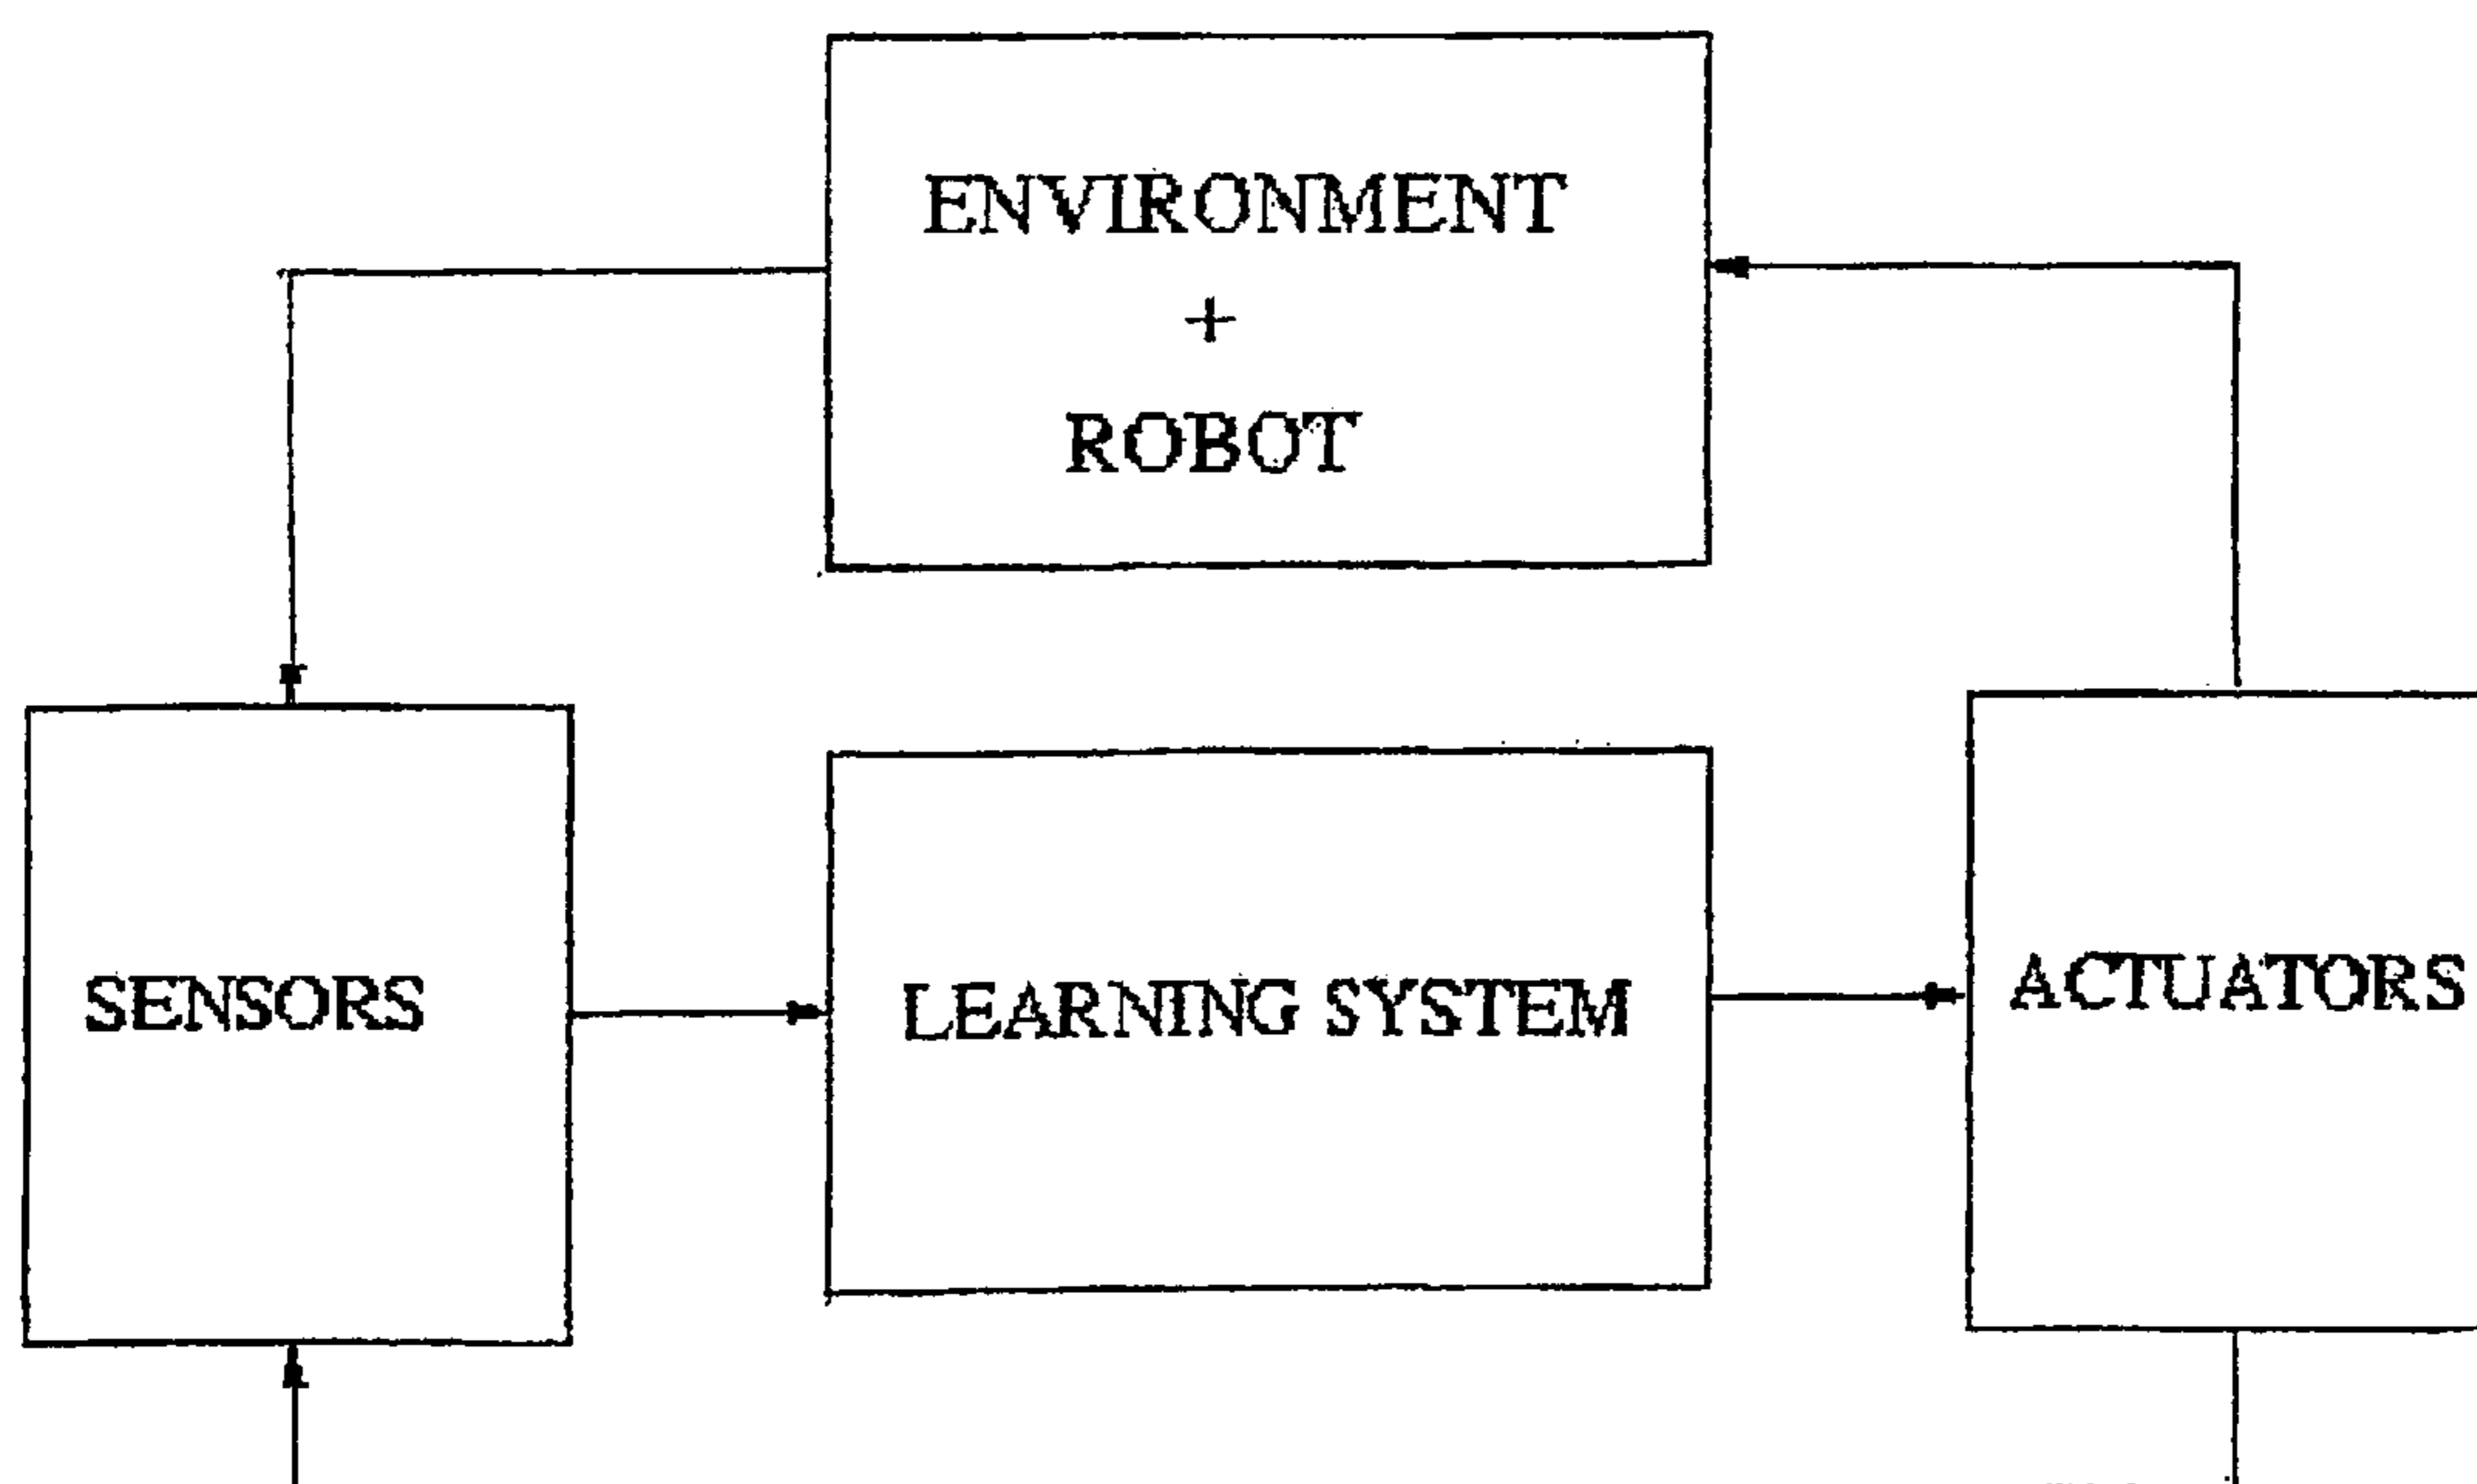 ENVIRONMENT
+
ROBOT
SENSORS
LEARNING SYSTEM
ACTUATORS